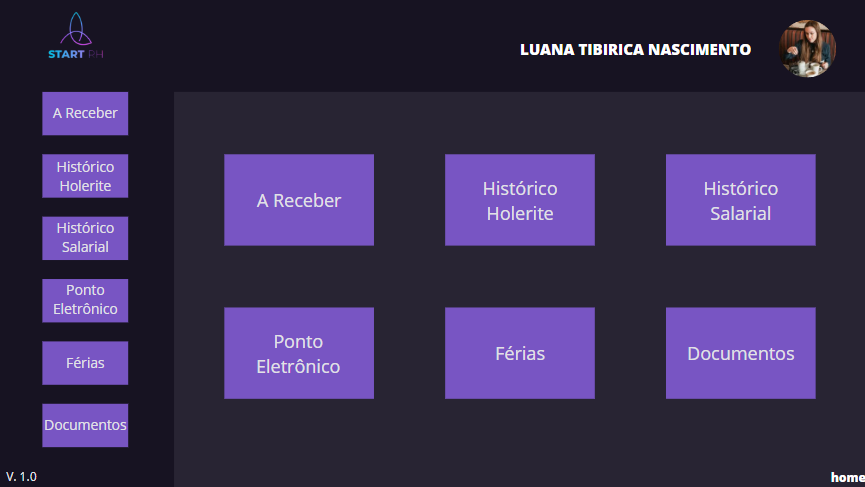 START RH
LUANA TIBIRICA NASCIMENTO
A Receber
Histórico
Holerite
Histórico
Salarial
Ponto
Eletrônico
Férias
Documentos
A Receber
Histórico
Holerite
Histórico
Salarial
Ponto
Eletrônico
Férias
Documentos
V. 1.0
home